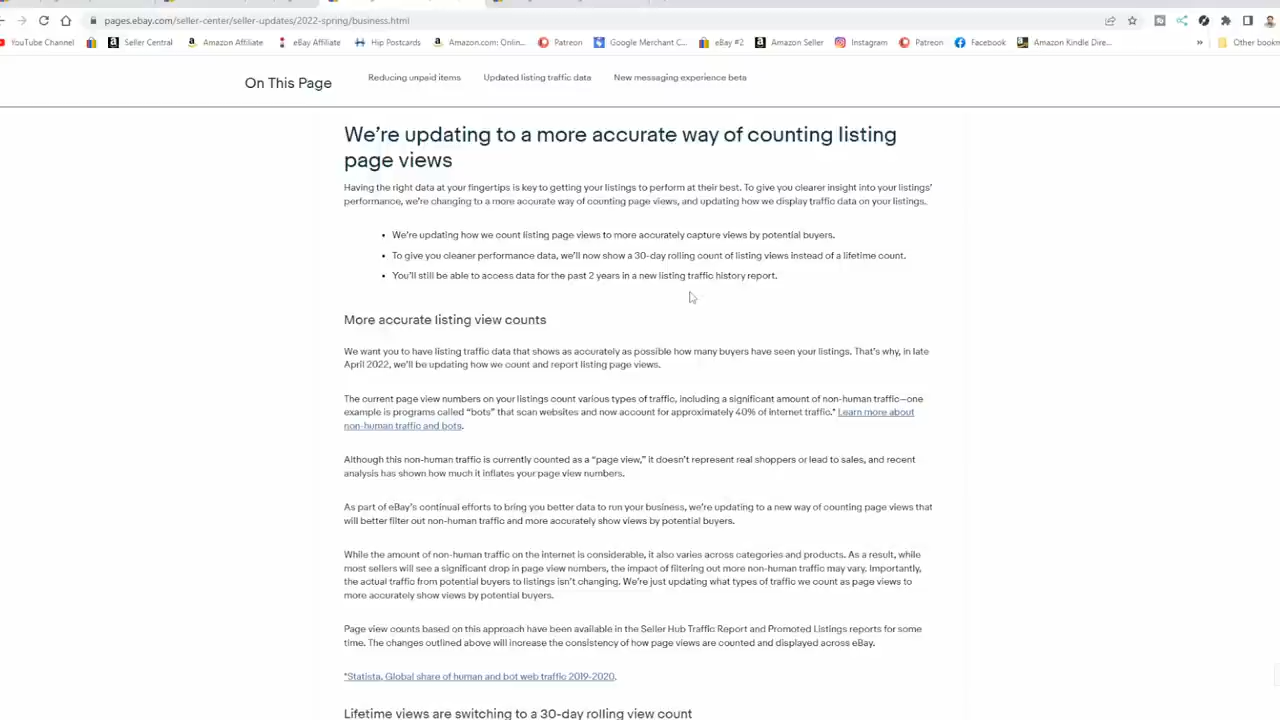 pages.ebay.com/seller-center/seller-updates/2022-spring/business.html
YouTube Channel Seller Central Amazon Affiliate eBay Affiliate Hip Postcards Amazon.com: Onlin... Patreon Google Merchant C... eBay #2 Amazon Seller Instagram Patreon Facebook Amazon Kindle Dire... » Other bookm
On This Page Reducing unpaid items Updated listing traffic data New messaging experience beta
We're updating to a more accurate way of counting listing
page views
Having the right data at your fingertips is key to getting your listings to perform at their best. To give you clearer insight into your listings'
performance, we're changing to a more accurate way of counting page views, and updating how we display traffic data on your listings.
• We're updating how we count listing page views to more accurately capture views by potential buyers.
• To give you cleaner performance data, we'll now show a 30-day rolling count of listing views instead of a lifetime count.
• You'll still be able to access data for the past 2 years in a new listing traffic history report.
More accurate listing view counts
We want you to have listing traffic data that shows as accurately as possible how many buyers have seen your listings. That's why, in late
April 2022, we'll be updating how we count and report listing page views.
The current page view numbers on your listings count various types of traffic, including a significant amount of non-human traffic—one
example is programs called "bots" that scan websites and now account for approximately 40% of internet traffic.* Learn more about
non-human traffic and bots.
Although this non-human traffic is currently counted as a "page view," it doesn't represent real shoppers or lead to sales, and recent
analysis has shown how much it inflates your page view numbers.
As part of eBay's continual efforts to bring you better data to run your business, we're updating to a new way of counting page views that
will better filter out non-human traffic and more accurately show views by potential buyers.
While the amount of non-human traffic on the internet is considerable, it also varies across categories and products. As a result, while
most sellers will see a significant drop in page view numbers, the impact of filtering out more non-human traffic may vary. Importantly,
the actual traffic from potential buyers to listings isn't changing. We're just updating what types of traffic we count as page views to
more accurately show views by potential buyers.
Page view counts based on this approach have been available in the Seller Hub Traffic Report and Promoted Listings reports for some
time. The changes outlined above will increase the consistency of how page views are counted and displayed across eBay.
*Statista, Global share of human and bot web traffic 2019-2020.
Lifetime views are switching to a 30-day rolling view count